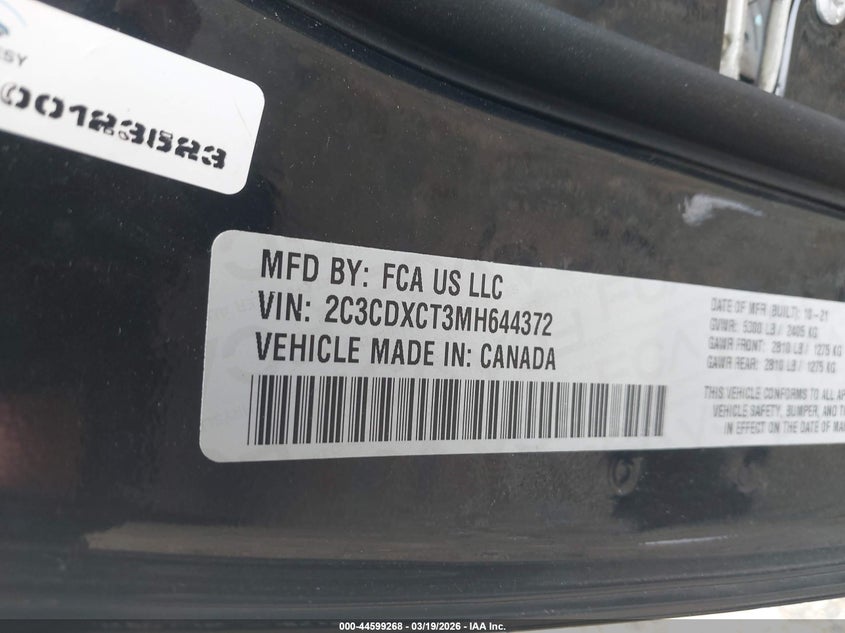 ESY
00123523
MFD BY: FCA US LLC
VIN: 2C3CDXCT3MH644372
VEHICLE MADE IN: CANADA
DATE OF MFR (BUILT): 10-21
GVWR: 5300 LB / 2405 KG
GAWR FRONT: 2810 LB / 1275 KG
GAWR REAR: 2810 LB / 1275 KG
THIS VEHICLE CONFORMS TO ALL AP
VEHICLE SAFETY, BUMPER, AND T
IN EFFECT ON THE DATE OF MA
000-44599268 - 03/19/2026 - IAA Inc.